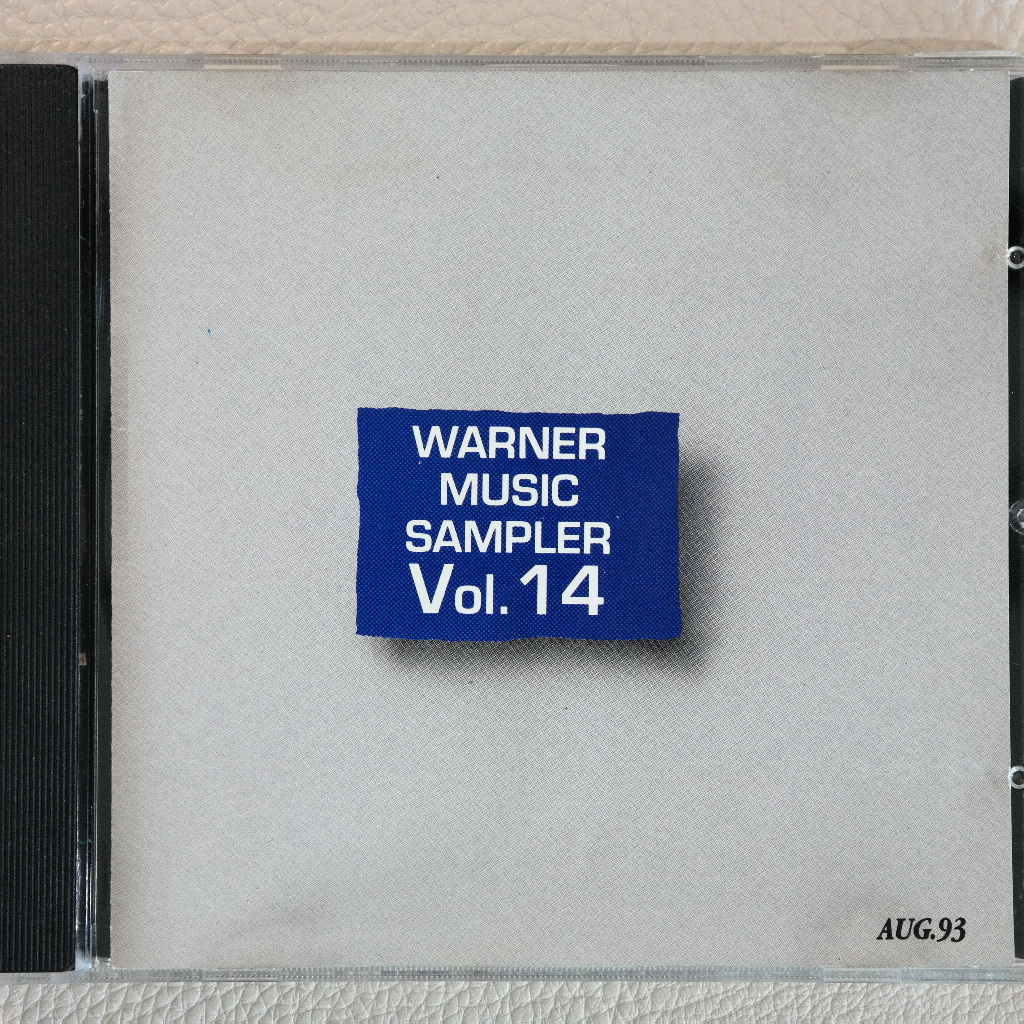 WARNER
MUSIC
SAMPLER
Vol. 14
AUG.93